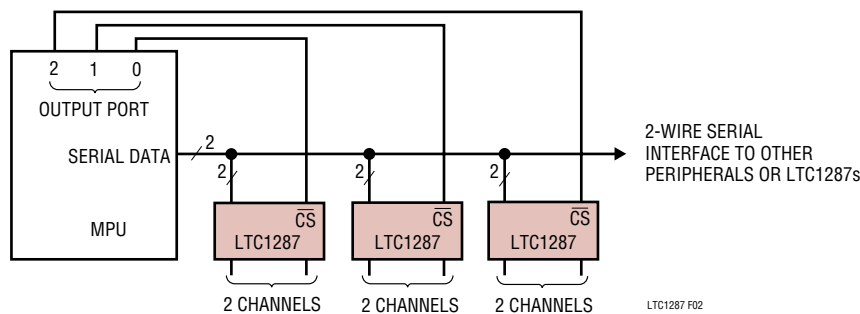 2 1 0
OUTPUT PORT
SERIAL DATA
2
MPU
2-WIRE SERIAL
INTERFACE TO OTHER
PERIPHERALS OR LTC1287s
2
2
2
CS
LTC1287
CS
LTC1287
CS
LTC1287
2 CHANNELS
2 CHANNELS
2 CHANNELS
LTC1287 F02